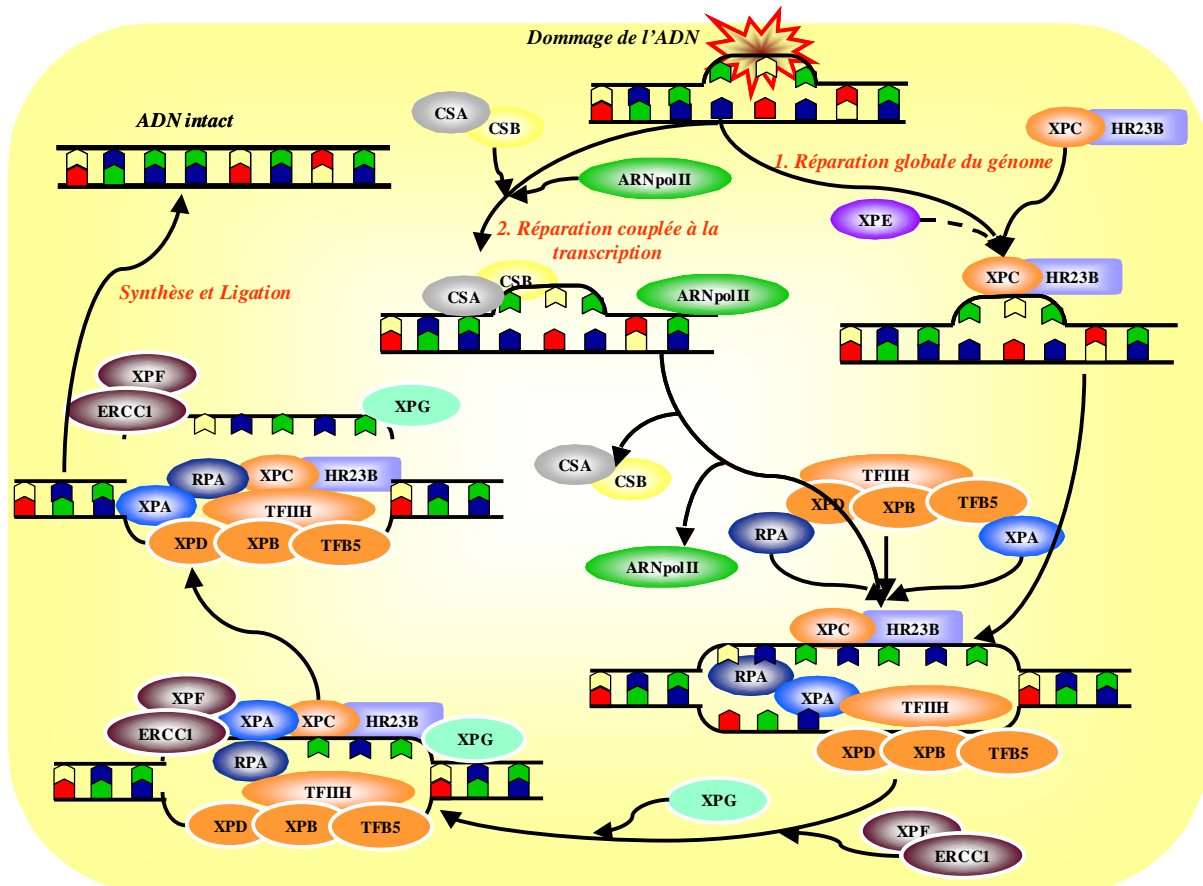 Dommage de l'ADN
CSA
CSB
XPC
HR23B
ADN intact
1. Réparation globale du génome
ARNpolII
XPE
2. Réparation couplée à la
transcription
XPC
HR23B
CSB
CSA
ARNpolII
Synthèse et Ligation
XPF
ERCC1
XPG
RPA
XPC
HR23B
XPA
TFIIH
XPD
XPB
TFB5
CSA
CSB
ARNpolII
TFIIH
XPD
XPB
TFB5
RPA
XPA
XPC
HR23B
RPA
XPA
TFIIH
XPD
XPB
TFB5
XPF
ERCC1
XPA
XPC
HR23B
XPG
RPA
TFIIH
XPD
XPB
TFB5
XPG
XPF
ERCC1